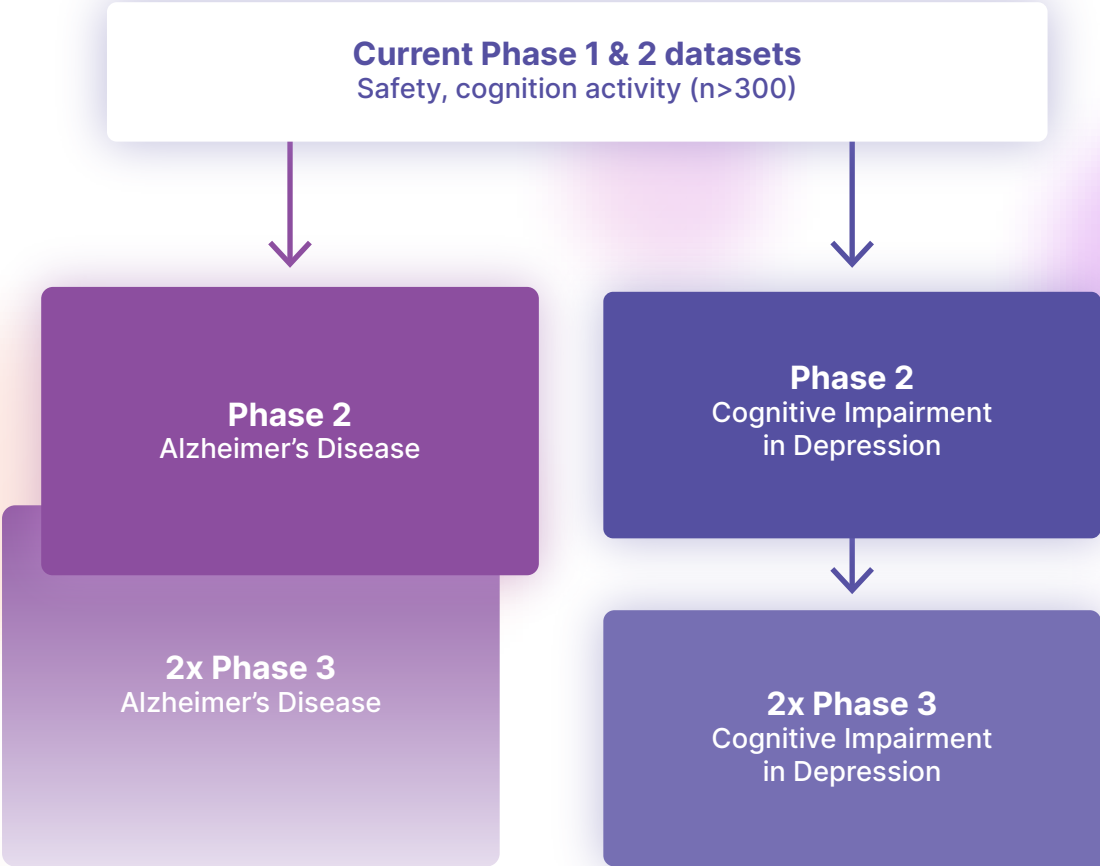 Current Phase 1 & 2 datasets
Safety, cognition activity (n>300)
Phase 2
Alzheimer’s Disease
2x Phase 3
Alzheimer’s Disease
Phase 2
Cognitive Impairment
in Depression
2x Phase 3
Cognitive Impairment
in Depression